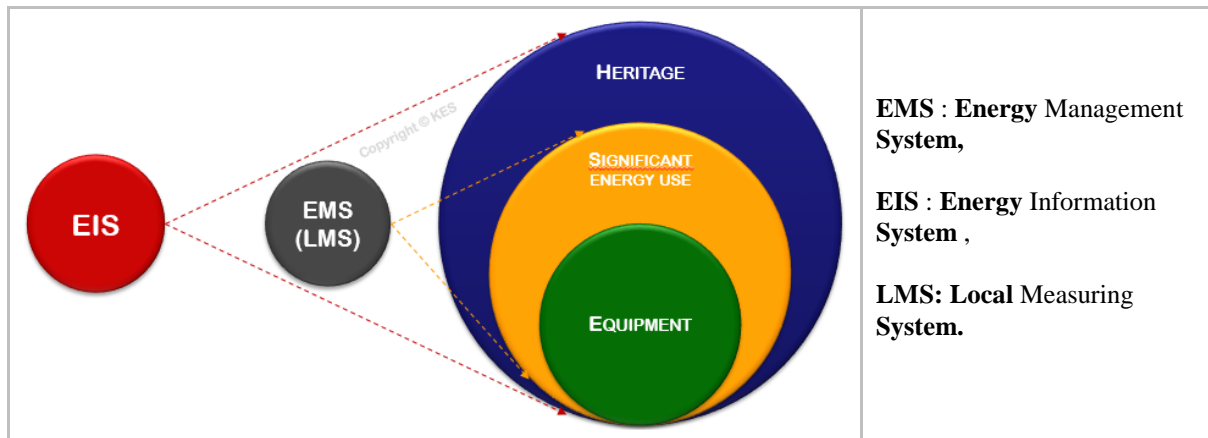 EIS
EMS
(LMS)
Copyright © KES
HERITAGE
SIGNIFICANT
ENERGY USE
EQUIPMENT
EMS : Energy Management
System,
EIS : Energy Information
System ,
LMS: Local Measuring
System.